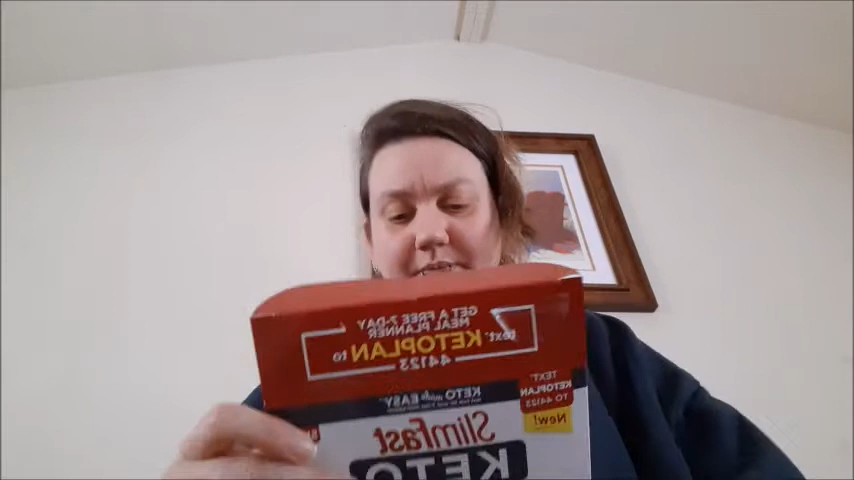 GET A FREE 7-DAY
MEAL PLANNER
text* KETOPLAN to
44123
TEXT*
KETOPLAN
TO 44123
KETO made EASY
New!
SlimFast
KETO